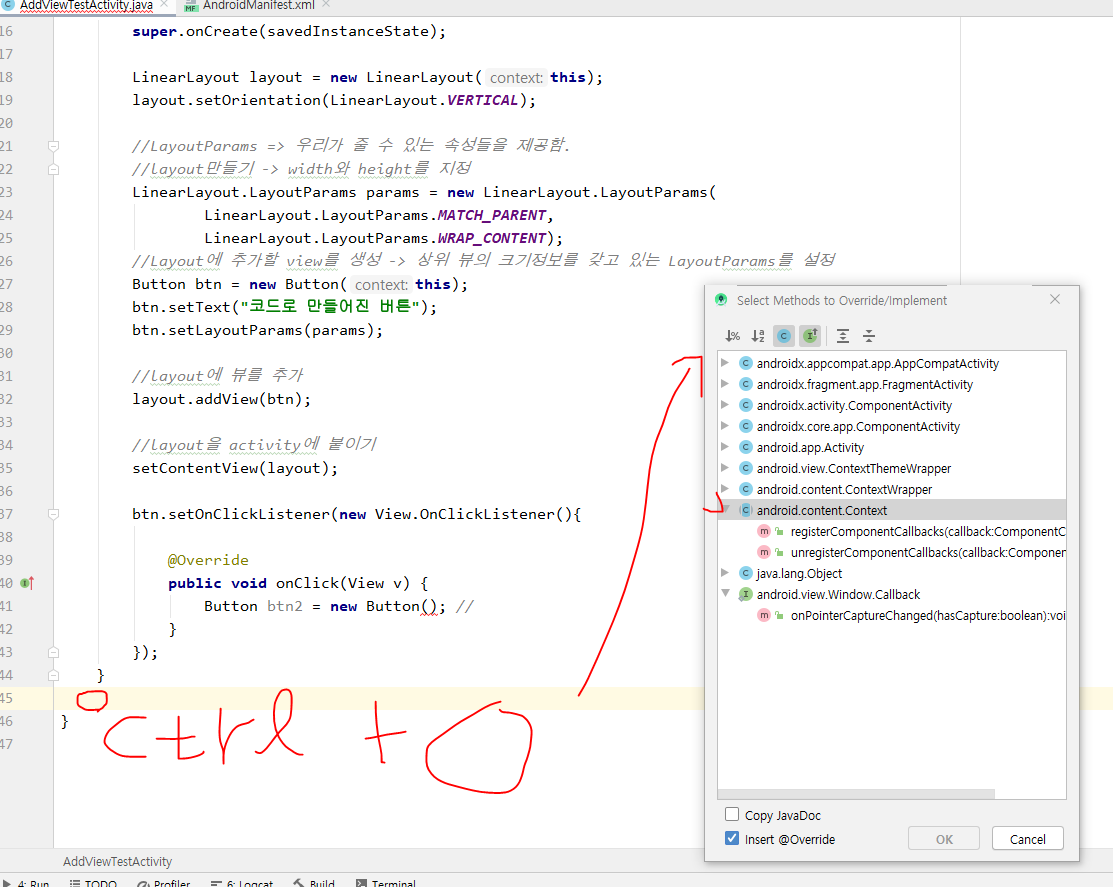 AddViewTestActivity.java AndroidManifest.xml
16 super.onCreate(savedInstanceState);
17
18 LinearLayout layout = new LinearLayout( context: this);
19 layout.setOrientation(LinearLayout.VERTICAL);
20
21 //LayoutParams => 우리가 줄 수 있는 속성들을 제공함.
22 //layout만들기 -> width와 height를 지정
23 LinearLayout.LayoutParams params = new LinearLayout.LayoutParams(
24 LinearLayout.LayoutParams.MATCH_PARENT,
25 LinearLayout.LayoutParams.WRAP_CONTENT);
26 //Layout에 추가할 view를 생성 -> 상위 뷰의 크기정보를 갖고 있는 LayoutParams를 설정
27 Button btn = new Button( context: this);
28 btn.setText("코드로 만들어진 버튼");
29 btn.setLayoutParams(params);
30
31 //layout에 뷰를 추가
32 layout.addView(btn);
33
34 //layout을 activity에 붙이기
35 setContentView(layout);
36
37 btn.setOnClickListener(new View.OnClickListener(){
38
39 @Override
40 public void onClick(View v) {
41 Button btn2 = new Button(); //
42 }
43 });
44 }
45
46 }
47
ctrl + O
Select Methods to Override/Implement
androidx.appcompat.app.AppCompatActivity
androidx.fragment.app.FragmentActivity
androidx.activity.ComponentActivity
androidx.core.app.ComponentActivity
android.app.Activity
android.view.ContextThemeWrapper
android.content.ContextWrapper
android.content.Context
registerComponentCallbacks(callback:ComponentC
unregisterComponentCallbacks(callback:Componen
java.lang.Object
android.view.Window.Callback
onPointerCaptureChanged(hasCapture:boolean):voi
Copy JavaDoc
Insert @Override
OK Cancel
AddViewTestActivity
4: Run TODO Profiler 6: Logcat Build Terminal